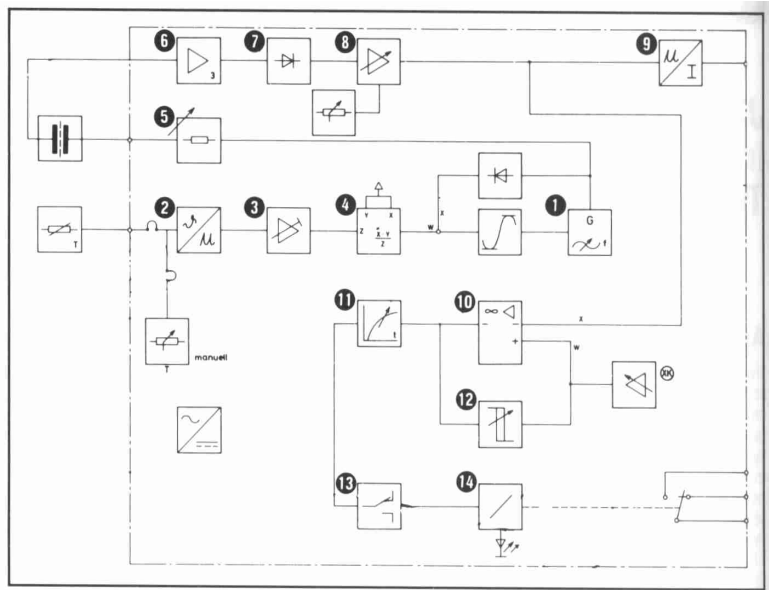 6
7
8
9
3
μ
I
5
T
2
ϑ
μ
3
4
Y X
Z
X·Y
Z
W
X
1
G
f
manuell
T
11
t
10
∞
−
+
X
W
XK
12
13
14